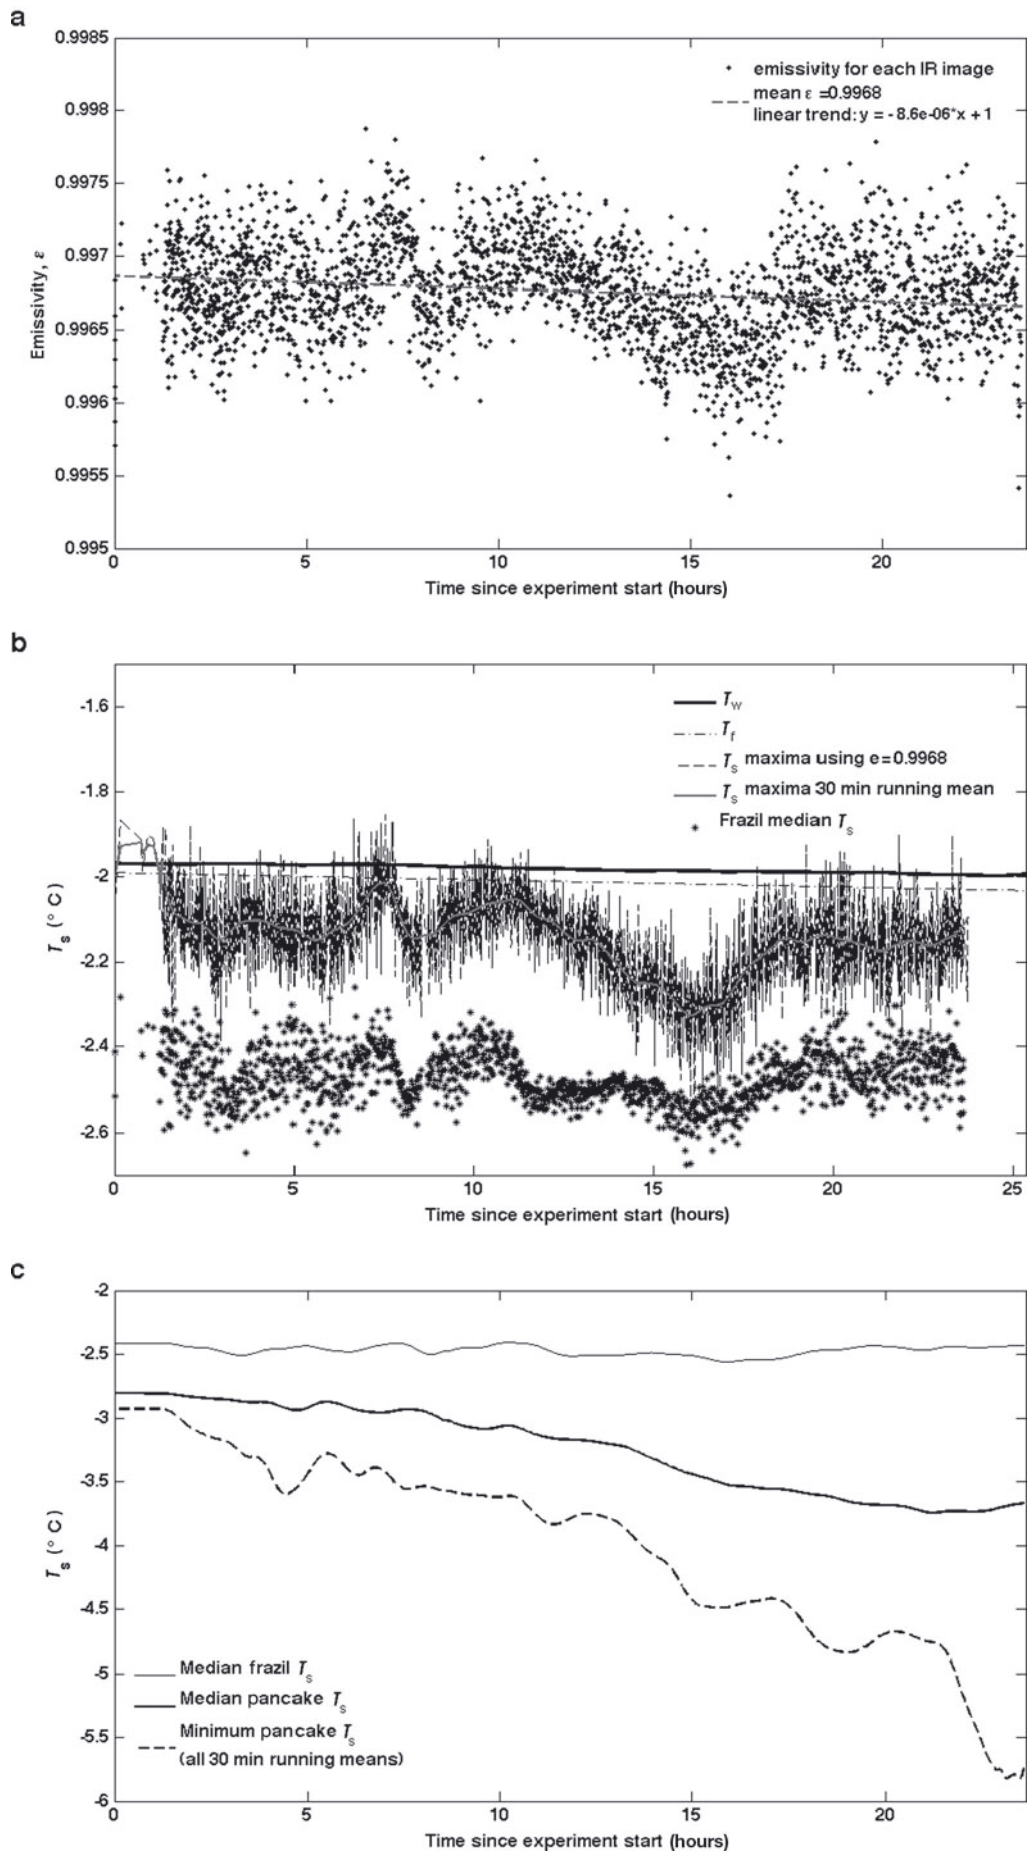 a
0.9985
0.998
0.9975
0.997
0.9965
0.996
0.9955
0.995
Emissivity, ε
emissivity for each IR image
mean ε =0.9968
linear trend: y = - 8.6e-06*x + 1
0 5 10 15 20
Time since experiment start (hours)
b
-1.6
-1.8
-2
-2.2
-2.4
-2.6
Ts (° C)
Tw
Tf
Ts maxima using e=0.9968
Ts maxima 30 min running mean
Frazil median Ts
0 5 10 15 20 25
Time since experiment start (hours)
c
-2
-2.5
-3
-3.5
-4
-4.5
-5
-5.5
-6
Ts (° C)
Median frazil Ts
Median pancake Ts
Minimum pancake Ts
(all 30 min running means)
0 5 10 15 20
Time since experiment start (hours)